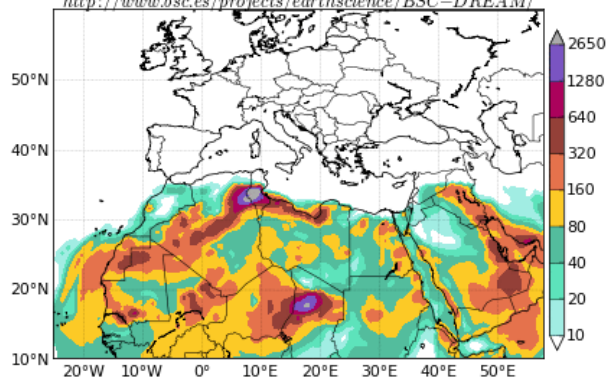 http://www.bsc.es/projects/earthscience/BSC−DREAM/
2650
1280
640
320
160
80
40
20
10
50°N
40°N
30°N
20°N
10°N
20°W 10°W 0° 10°E 20°E 30°E 40°E 50°E